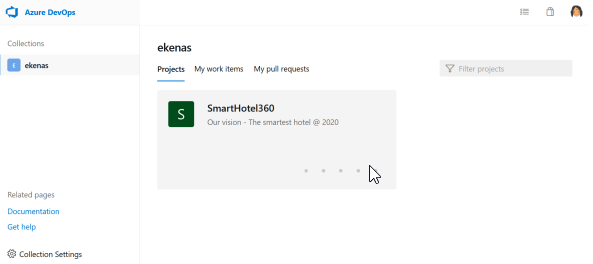 Azure DevOps
Collections
E ekenas
ekenas
Projects My work items My pull requests Filter projects
S SmartHotel360
Our vision - The smartest hotel @ 2020
Related pages
Documentation
Get help
Collection Settings